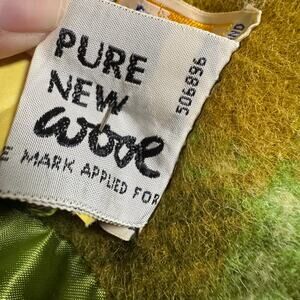 PURE
NEW
wool
E MARK APPLIED FOR
506896